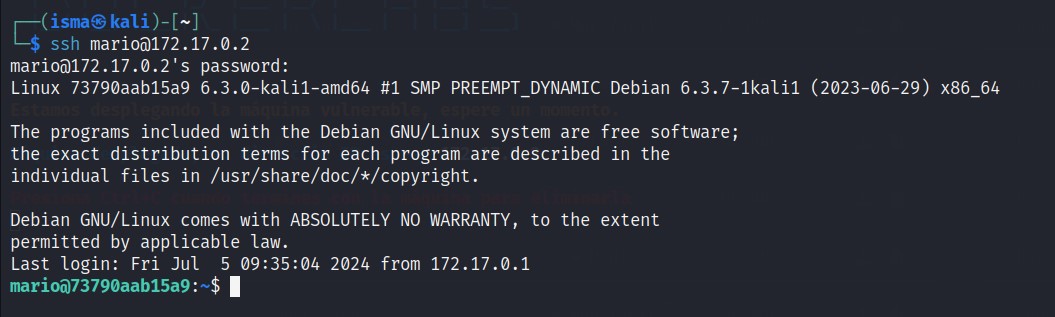 ┌──(isma㉿kali)-[~]
└─$ ssh mario@172.17.0.2
mario@172.17.0.2's password:
Linux 73790aab15a9 6.3.0-kali1-amd64 #1 SMP PREEMPT_DYNAMIC Debian 6.3.7-1kali1 (2023-06-29) x86_64
Estamos desplegando la máquina vulnerable, espere un momento.
The programs included with the Debian GNU/Linux system are free software;
the exact distribution terms for each program are described in the
individual files in /usr/share/doc/*/copyright.
Debian GNU/Linux comes with ABSOLUTELY NO WARRANTY, to the extent
permitted by applicable law.
Last login: Fri Jul  5 09:35:04 2024 from 172.17.0.1
mario@73790aab15a9:~$